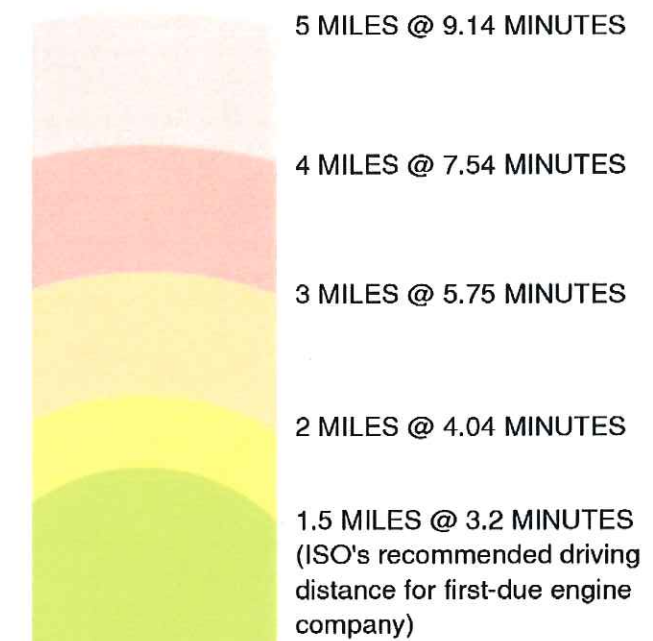 5 MILES @ 9.14 MINUTES
4 MILES @ 7.54 MINUTES
3 MILES @ 5.75 MINUTES
2 MILES @ 4.04 MINUTES
1.5 MILES @ 3.2 MINUTES
(ISO's recommended driving
distance for first-due engine
company)